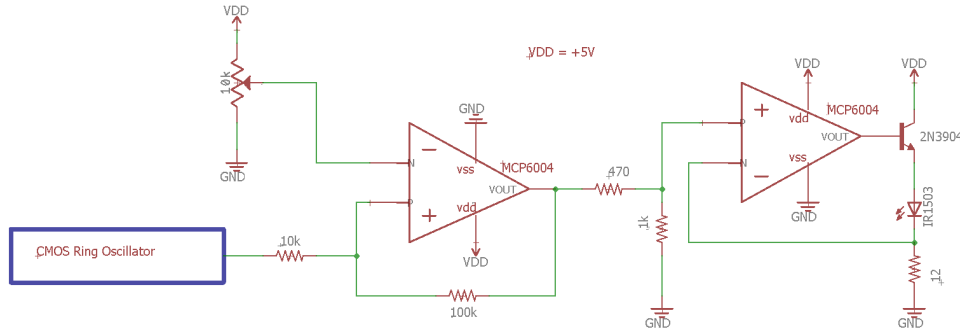 VDD
VDD = +5V
10k
GND
GND
N
vss
MCP6004
VOUT
P
vdd
VDD
CMOS Ring Oscillator
10k
100k
470
1k
GND
VDD
MCP6004
P
vdd
VOUT
N
vss
GND
VDD
2N3904
IR1503
12
GND